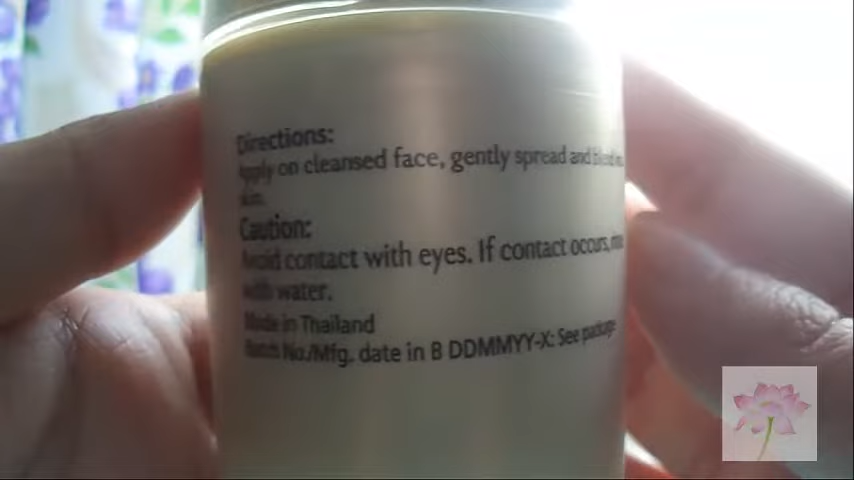 Directions:
Apply on cleansed face, gently spread and blend
skin.
Caution:
Avoid contact with eyes. If contact occurs,
with water.
Made in Thailand
Batch No./Mfg. date in B DDMMYY-X: See package